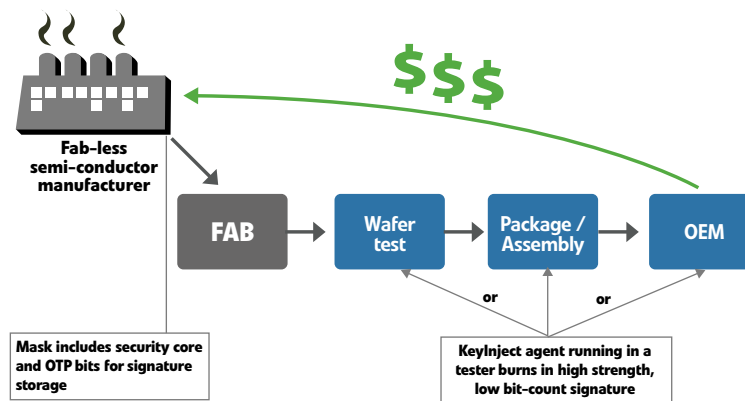 $$$
Fab-less
semi-conductor
manufacturer
FAB
Wafer
test
Package /
Assembly
OEM
or
or
Mask includes security core
and OTP bits for signature
storage
KeyInject agent running in a
tester burns in high strength,
low bit-count signature